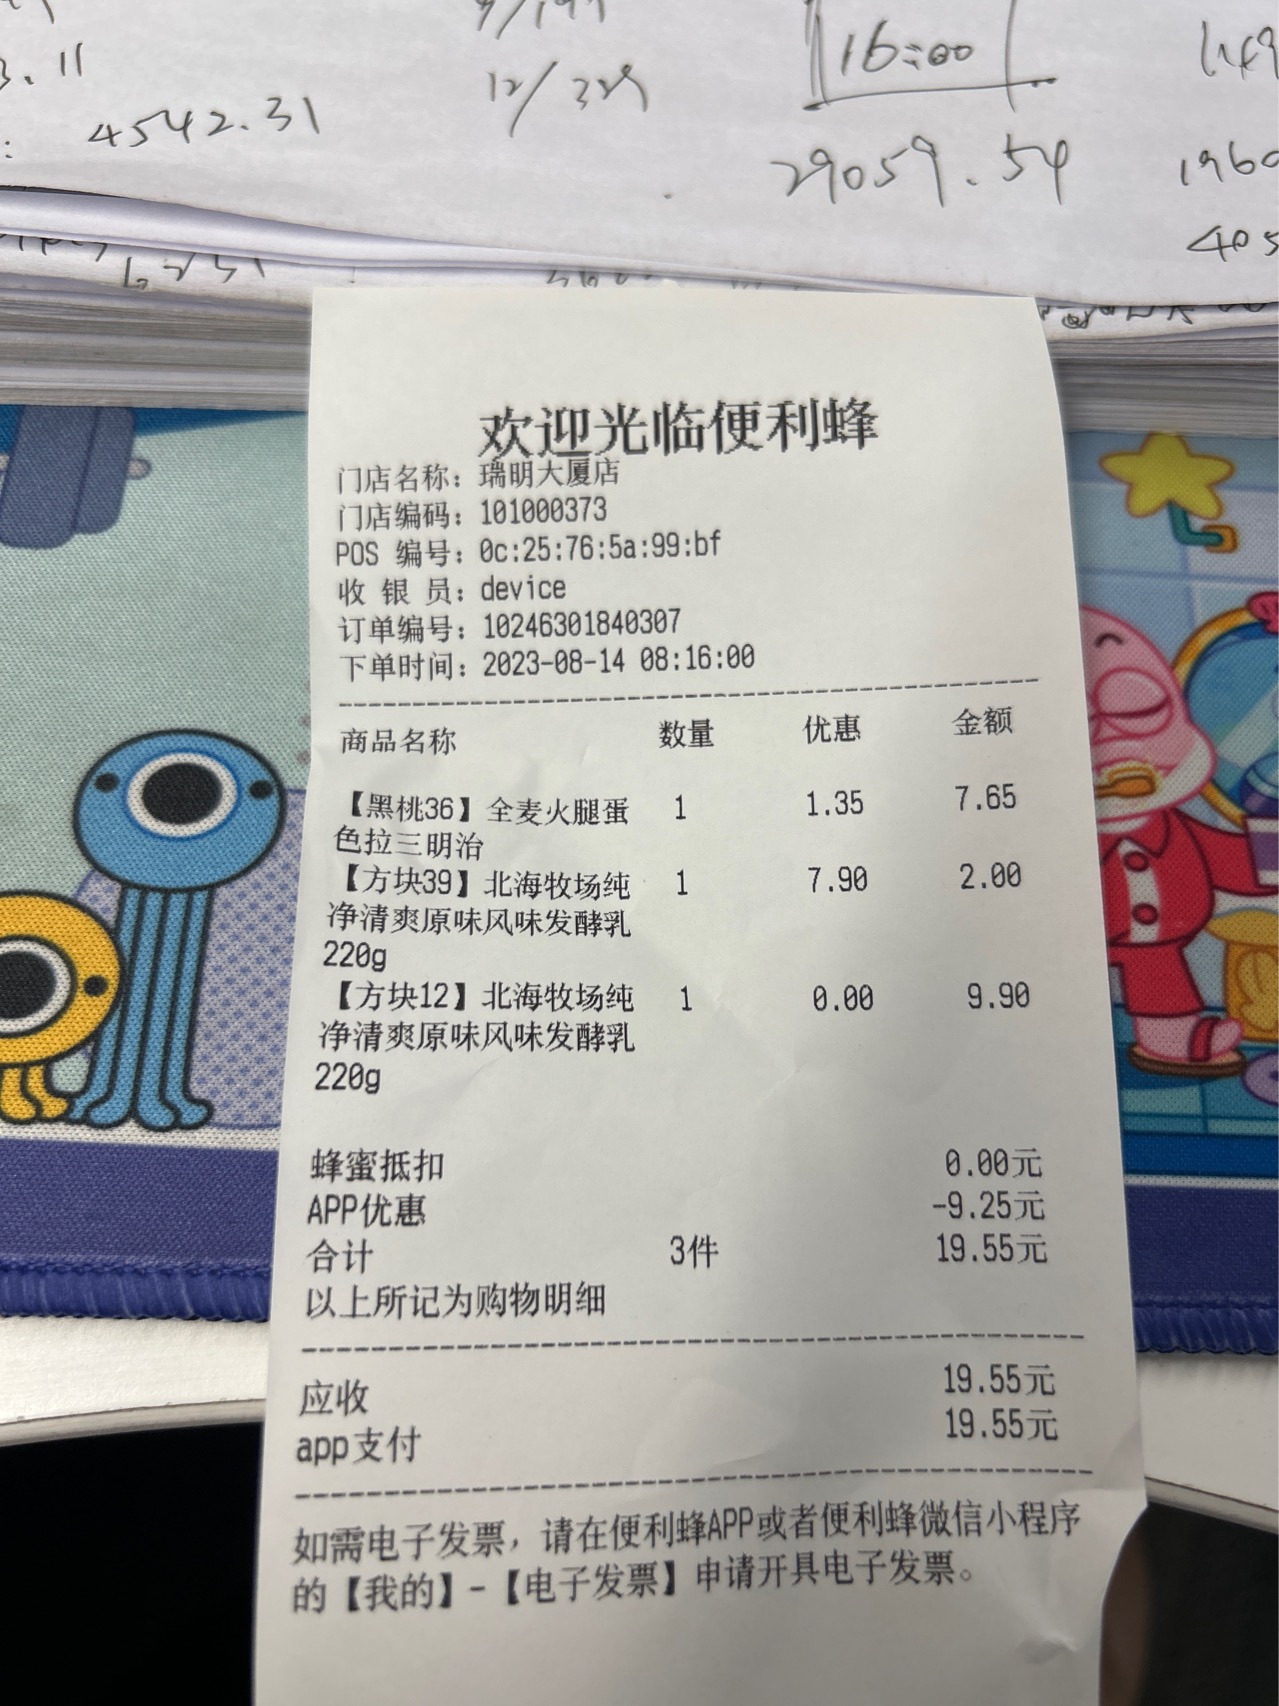 12/329
16:00
4542.31
29059.54
欢迎光临便利蜂
门店名称：瑞明大厦店
门店编码：101000373
POS 编号：0c:25:76:5a:99:bf
收 银 员：device
订单编号：10246301840307
下单时间：2023-08-14 08:16:00
商品名称 数量 优惠 金额
【黑桃36】全麦火腿蛋 1 1.35 7.65
色拉三明治
【方块39】北海牧场纯 1 7.90 2.00
净清爽原味风味发酵乳
220g
【方块12】北海牧场纯 1 0.00 9.90
净清爽原味风味发酵乳
220g
蜂蜜抵扣 0.00元
APP优惠 -9.25元
合计 3件 19.55元
以上所记为购物明细
应收 19.55元
app支付 19.55元
如需电子发票，请在便利蜂APP或者便利蜂微信小程序
的【我的】-【电子发票】申请开具电子发票。